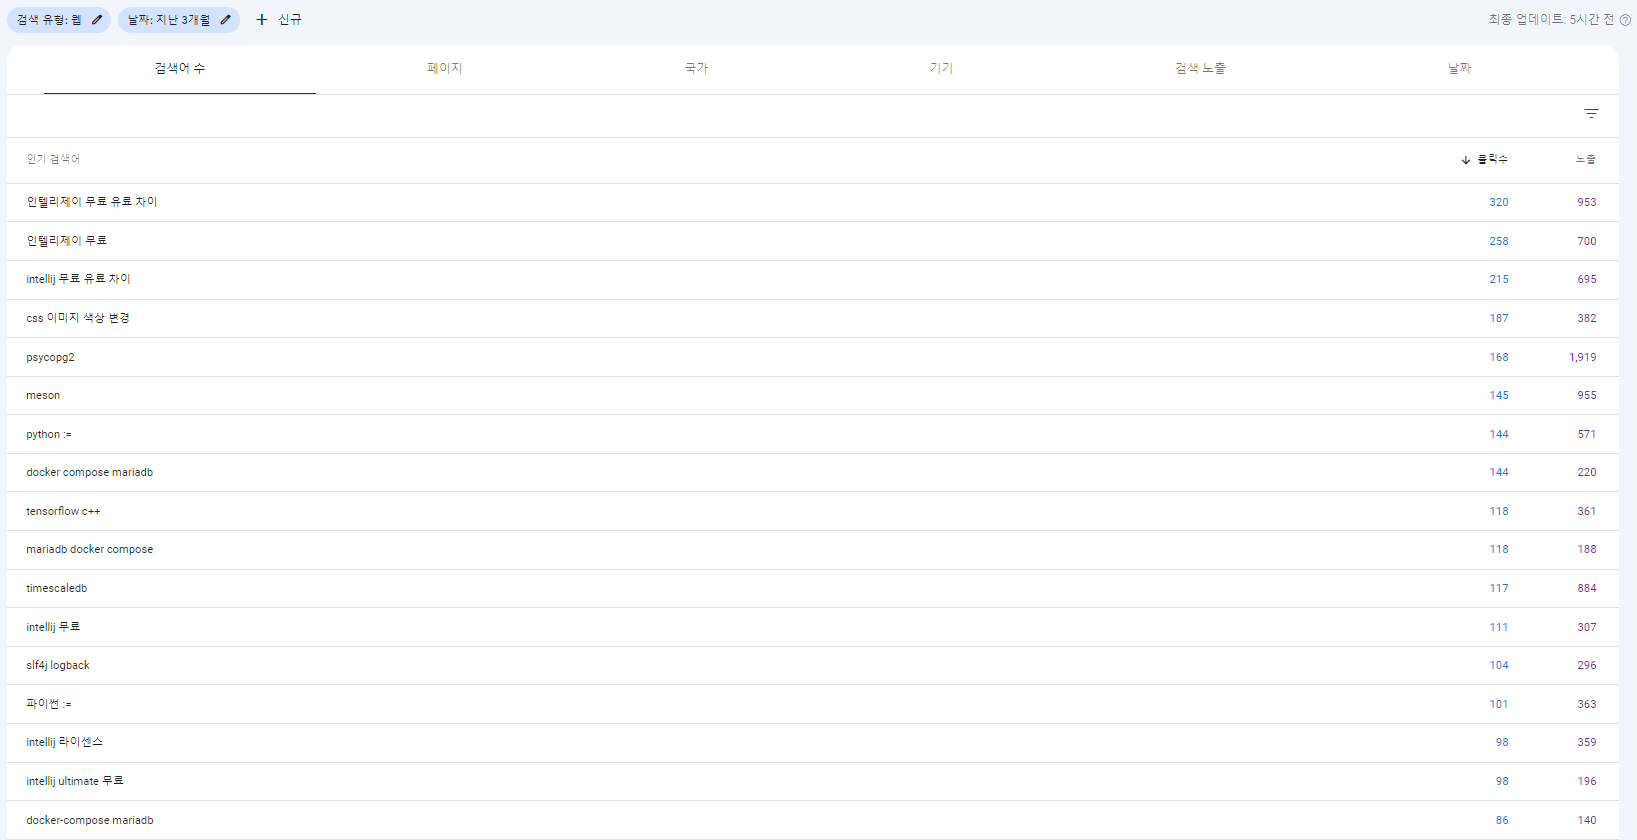 검색 유형: 웹 날짜: 지난 3개월 + 신규 최종 업데이트: 5시간 전
검색어 수 페이지 국가 기기 검색 노출 날짜
인기 검색어 ↓ 클릭수 노출
인텔리제이 무료 유료 차이 320 953
인텔리제이 무료 258 700
intellij 무료 유료 차이 215 695
css 이미지 색상 변경 187 382
psycopg2 168 1,919
meson 145 955
python := 144 571
docker compose mariadb 144 220
tensorflow c++ 118 361
mariadb docker compose 118 188
timescaledb 117 884
intellij 무료 111 307
slf4j logback 104 296
파이썬 := 101 363
intellij 라이센스 98 359
intellij ultimate 무료 98 196
docker-compose mariadb 86 140